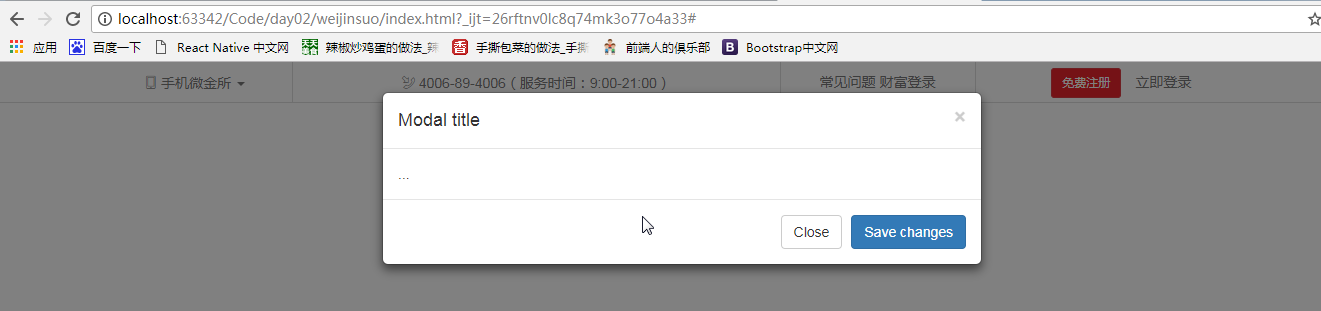 localhost:63342/Code/day02/weijinsuo/index.html?_ijt=26rftnv0lc8q74mk3o77o4a33#
应用 百度一下 React Native 中文网 辣椒炒鸡蛋的做法_辣 手撕包菜的做法_手撕 前端人的俱乐部 Bootstrap中文网
手机微金所 4006-89-4006（服务时间：9:00-21:00） 常见问题 财富登录 免费注册 立即登录
Modal title ×
...
Close Save changes